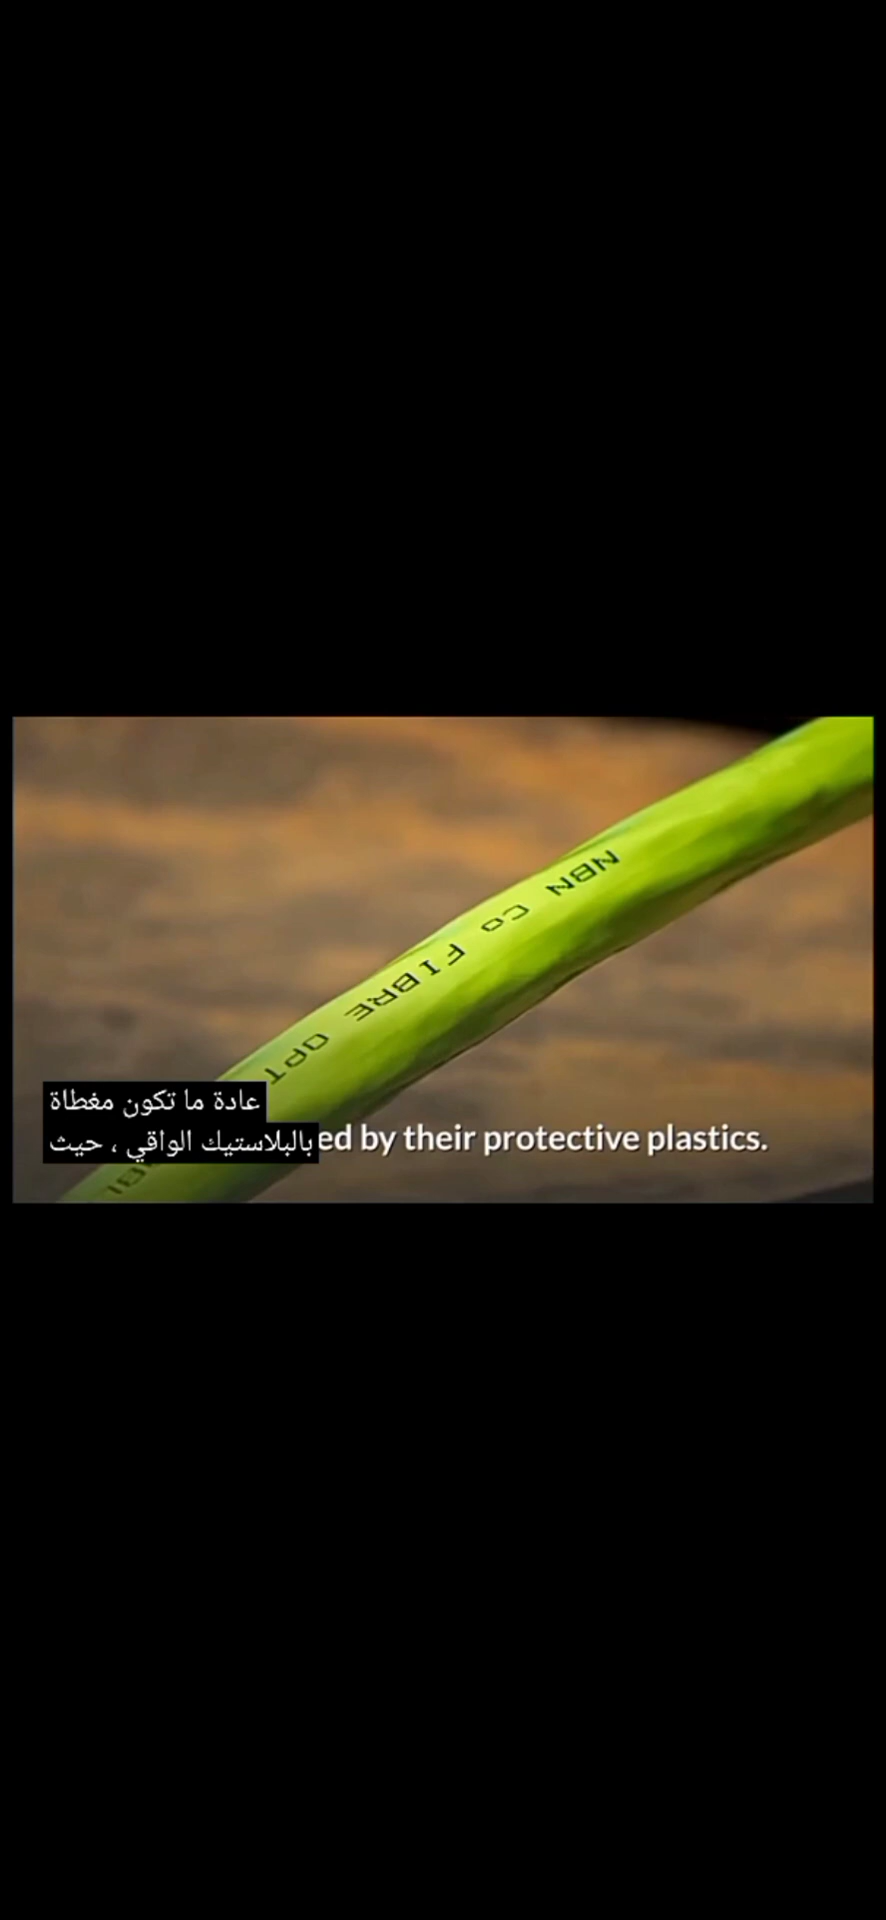 NBN Co FIBRE OPT
عادة ما تكون مغطاة
بالبلاستيك الواقي ، حيث
ed by their protective plastics.